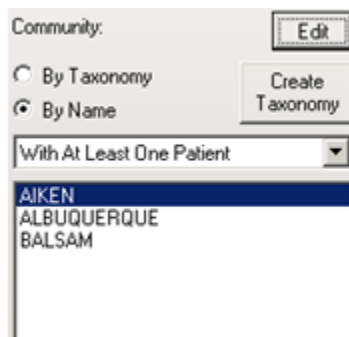 Community:
Edit
By Taxonomy
By Name
Create
Taxonomy
With At Least One Patient
AIKEN
ALBUQUERQUE
BALSAM